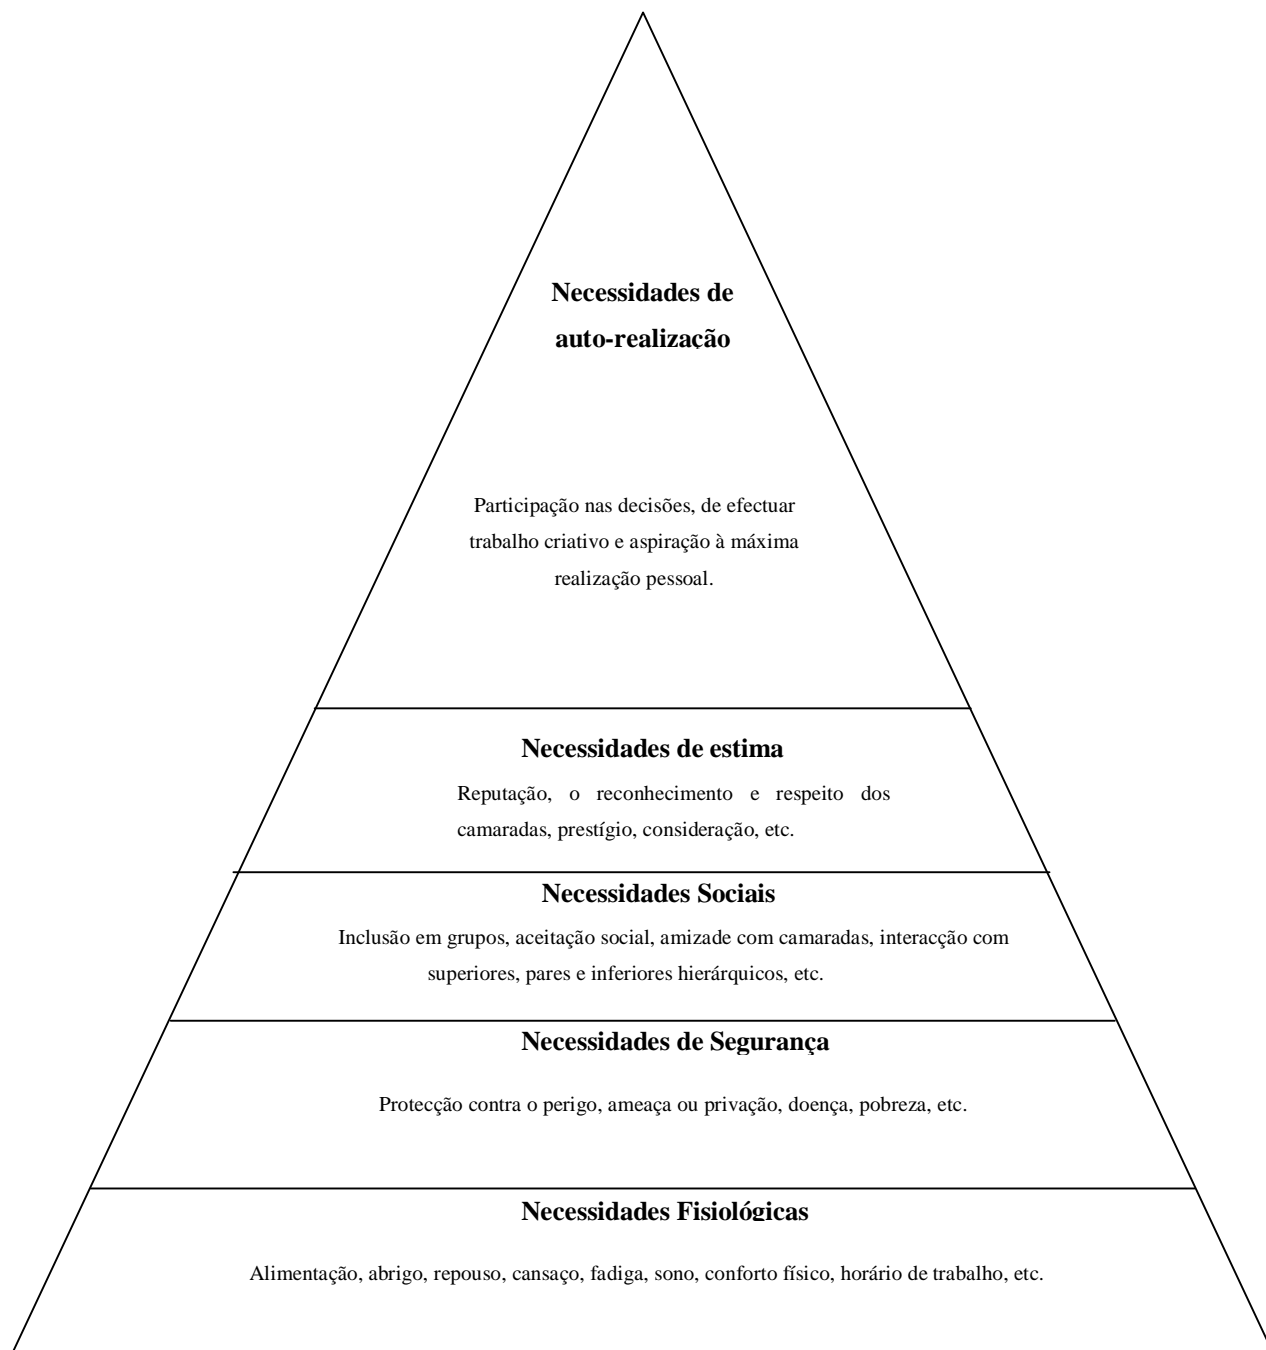 Necessidades de
auto-realização
Participação nas decisões, de efectuar
trabalho criativo e aspiração à máxima
realização pessoal.
Necessidades de estima
Reputação, o reconhecimento e respeito dos
camaradas, prestígio, consideração, etc.
Necessidades Sociais
Inclusão em grupos, aceitação social, amizade com camaradas, interacção com
superiores, pares e inferiores hierárquicos, etc.
Necessidades de Segurança
Protecção contra o perigo, ameaça ou privação, doença, pobreza, etc.
Necessidades Fisiológicas
Alimentação, abrigo, repouso, cansaço, fadiga, sono, conforto físico, horário de trabalho, etc.